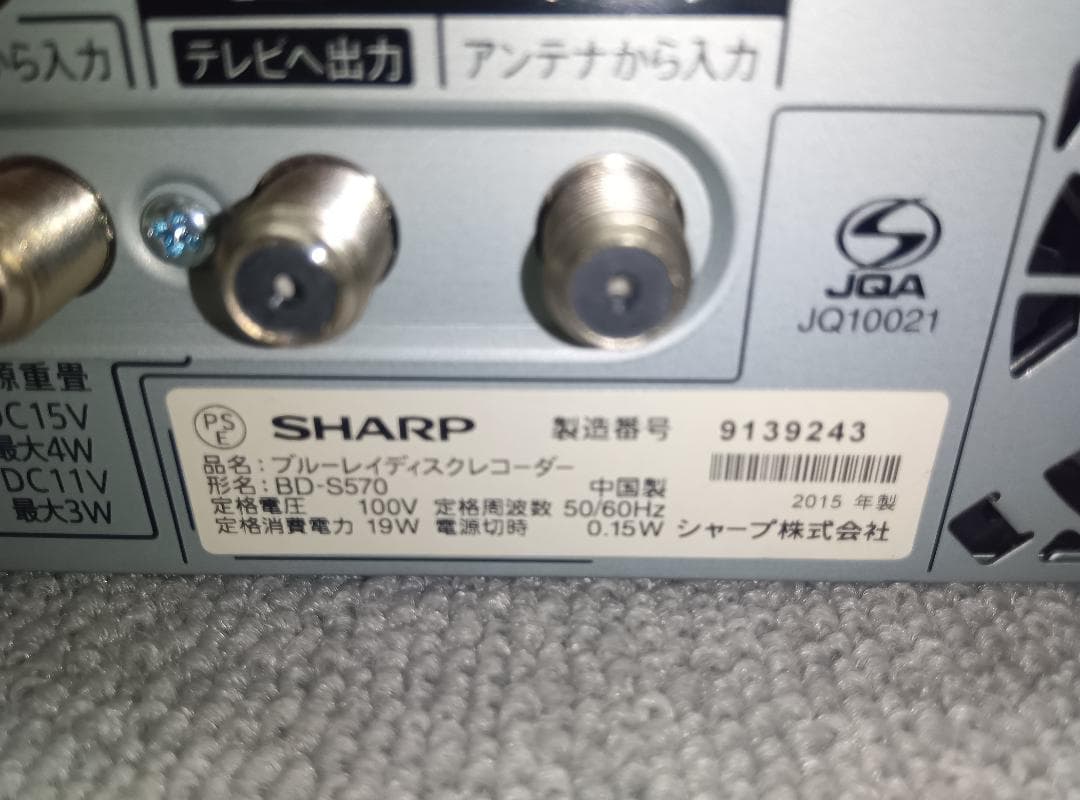 から入力
テレビへ出力
アンテナから入力
JQA
JQ10021
源重畳
DC15V
最大4W
DC11V
最大3W
PS
E
SHARP 製造番号 9139243
品名:ブルーレイディスクレコーダー
形名:BD-S570 中国製
定格電圧 100V 定格周波数 50/60Hz 2015 年製
定格消費電力 19W 電源切時 0.15W シャープ株式会社